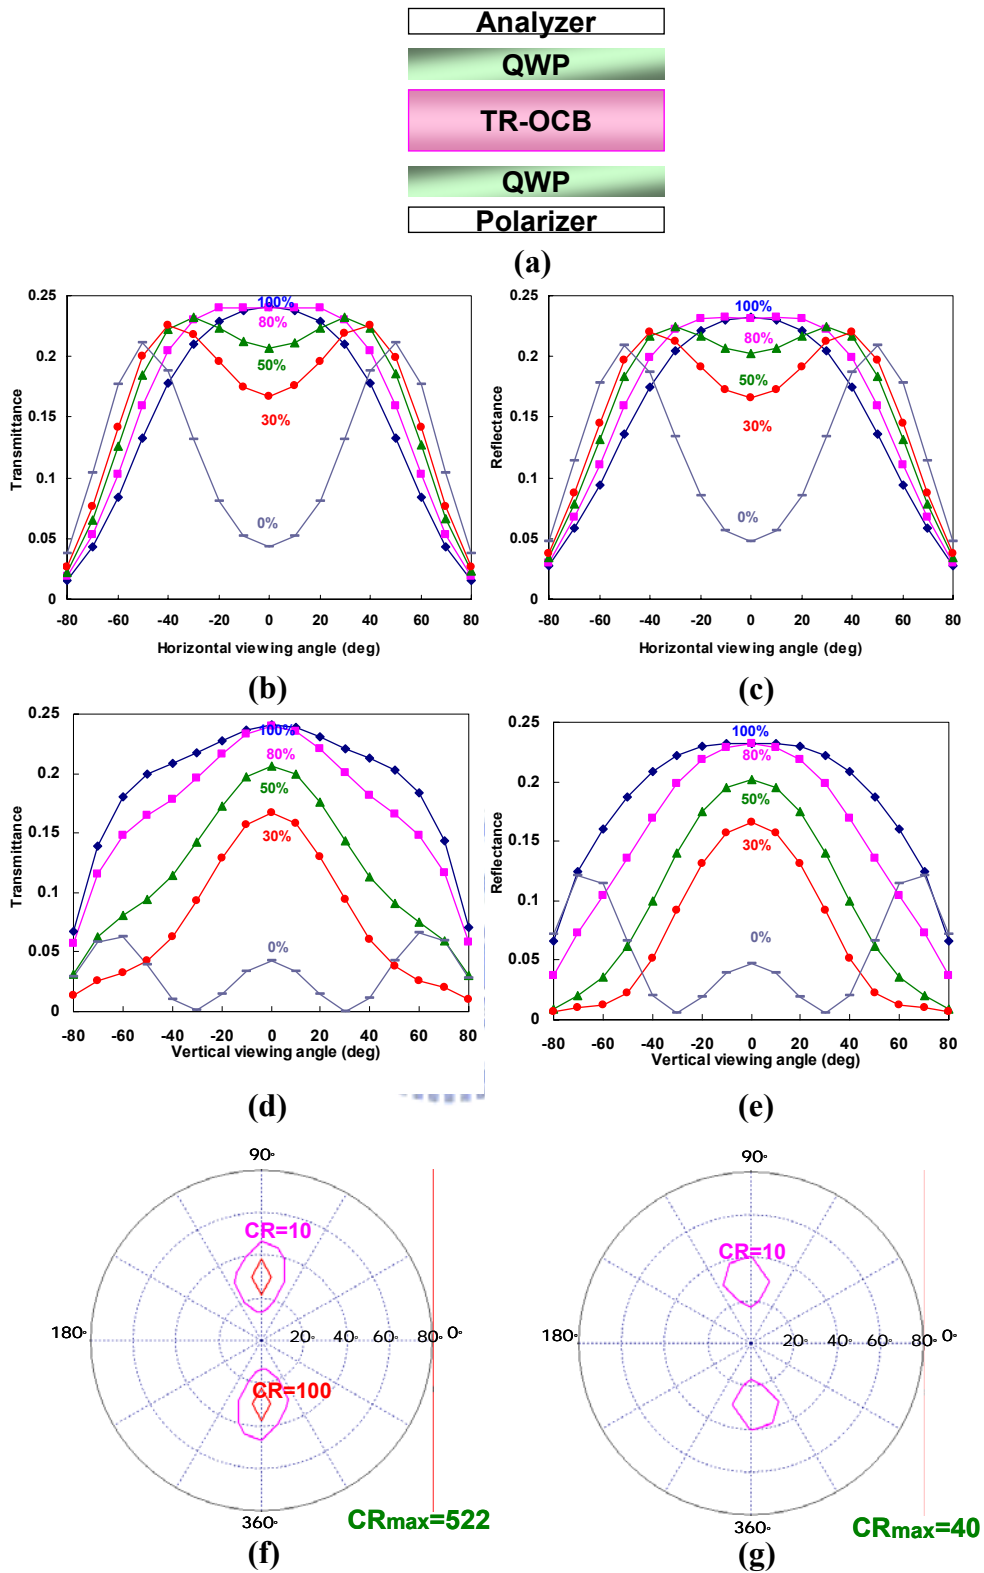 Analyzer
QWP
TR-OCB
QWP
Polarizer
(a)
0.25
0.2
0.15
0.1
0.05
0
Transmittance
100%
80%
50%
30%
0%
-80 -60 -40 -20 0 20 40 60 80
Horizontal viewing angle (deg)
(b)
0.25
0.2
0.15
0.1
0.05
0
Reflectance
100%
80%
50%
30%
0%
-80 -60 -40 -20 0 20 40 60 80
Horizontal viewing angle (deg)
(c)
0.25
0.2
0.15
0.1
0.05
0
Transmittance
100%
80%
50%
30%
0%
-80 -60 -40 -20 0 20 40 60 80
Vertical viewing angle (deg)
(d)
0.25
0.2
0.15
0.1
0.05
0
Reflectance
100%
80%
50%
30%
0%
-80 -60 -40 -20 0 20 40 60 80
Vertical viewing angle (deg)
(e)
90°
CR=10
180°
20° 40° 60° 80° 0°
CR=100
360°
CRmax=522
(f)
90°
CR=10
180°
20° 40° 60° 80° 0°
360°
CRmax=40
(g)